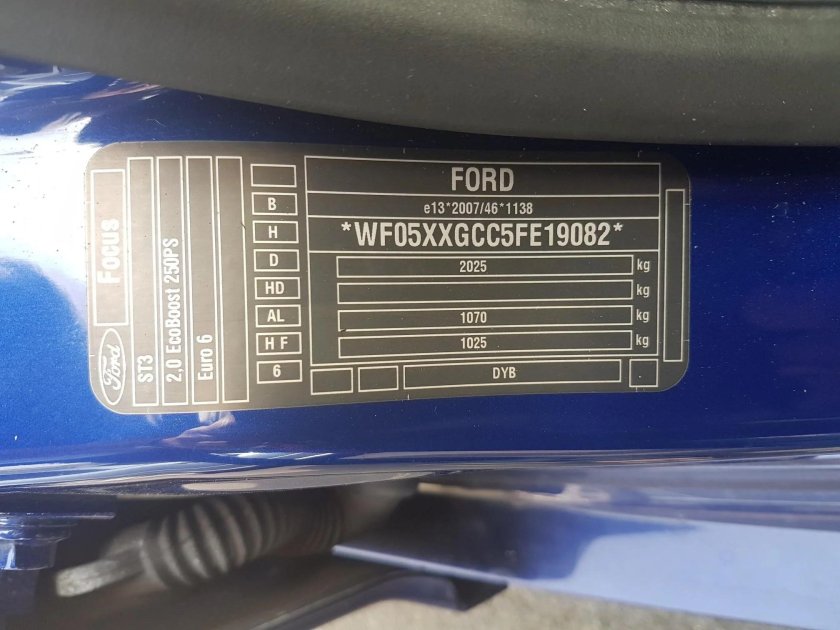 Ford
Focus
ST3
2,0 EcoBoost 250PS
Euro 6
B
H
D
HD
AL
H F
6
FORD
e13*2007/46*1138
*WF05XXGCC5FE19082*
2025 kg
kg
1070 kg
1025 kg
DYB